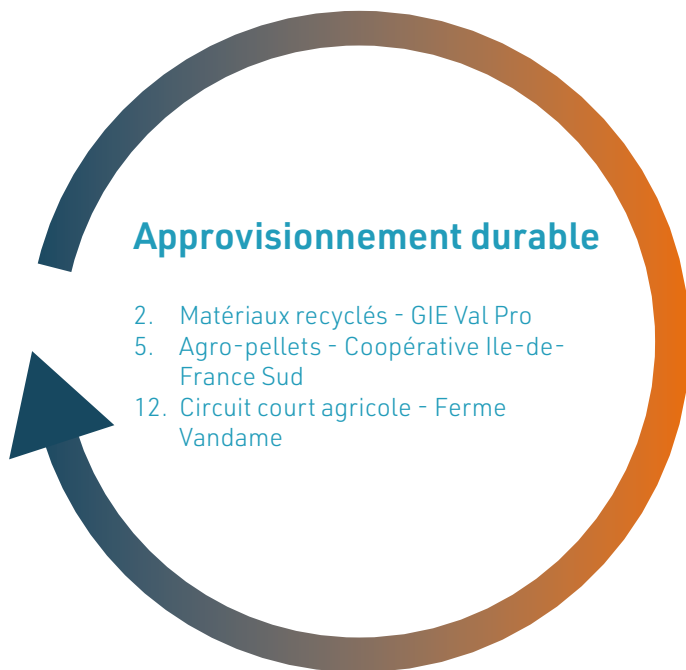 Approvisionnement durable
2. Matériaux recyclés - GIE Val Pro
5. Agro-pellets - Coopérative Ile-de-
France Sud
12. Circuit court agricole - Ferme
Vandame